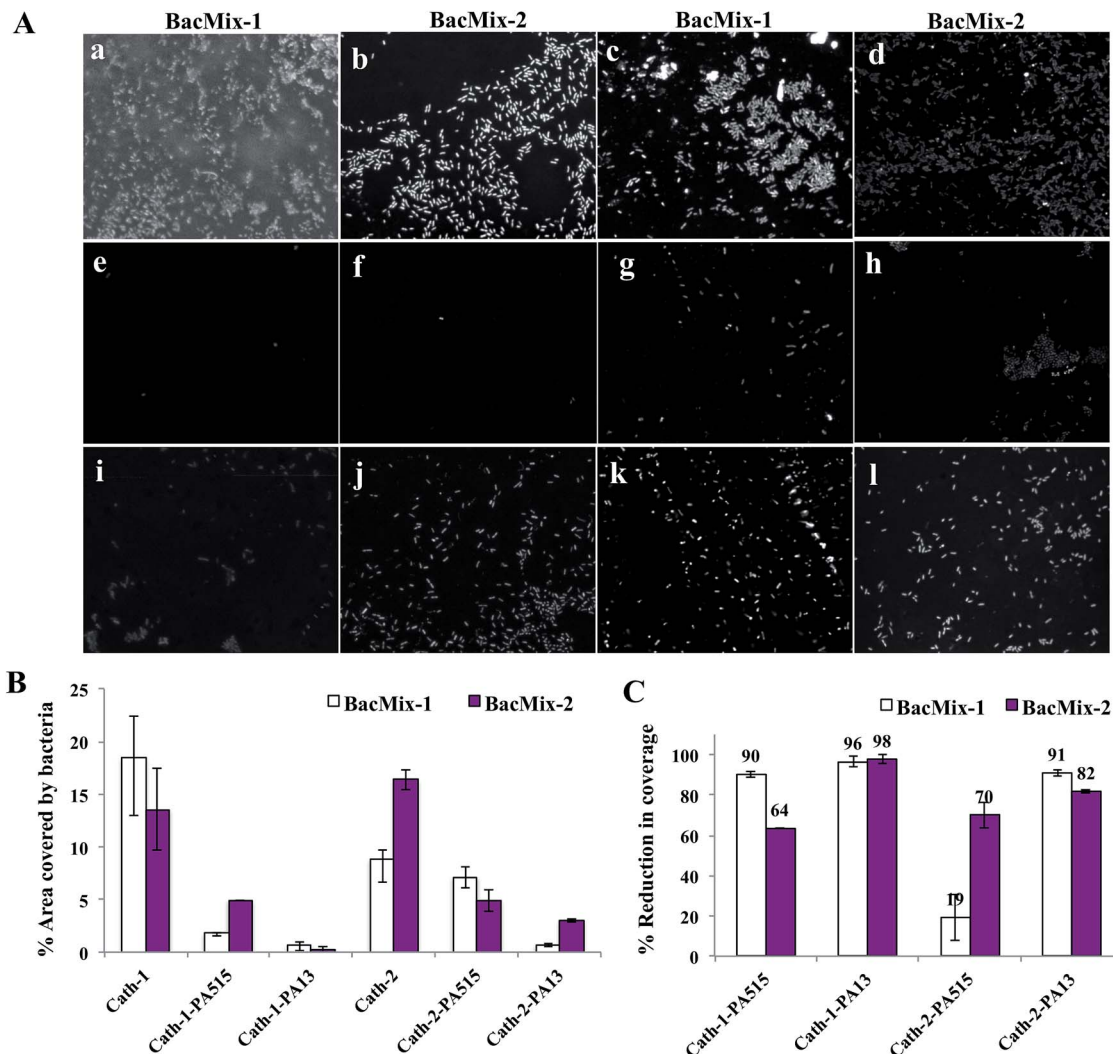 A
BacMix-1 BacMix-2 BacMix-1 BacMix-2
a b c d
e f g h
i j k l
B
BacMix-1 BacMix-2
% Area covered by bacteria
25
20
15
10
5
0
Cath-1 Cath-1-PA515 Cath-1-PA13 Cath-2 Cath-2-PA515 Cath-2-PA13
C
BacMix-1 BacMix-2
% Reduction in coverage
100
80
60
40
20
0
90 64 96 98 19 70 91 82
Cath-1-PA515 Cath-1-PA13 Cath-2-PA515 Cath-2-PA13